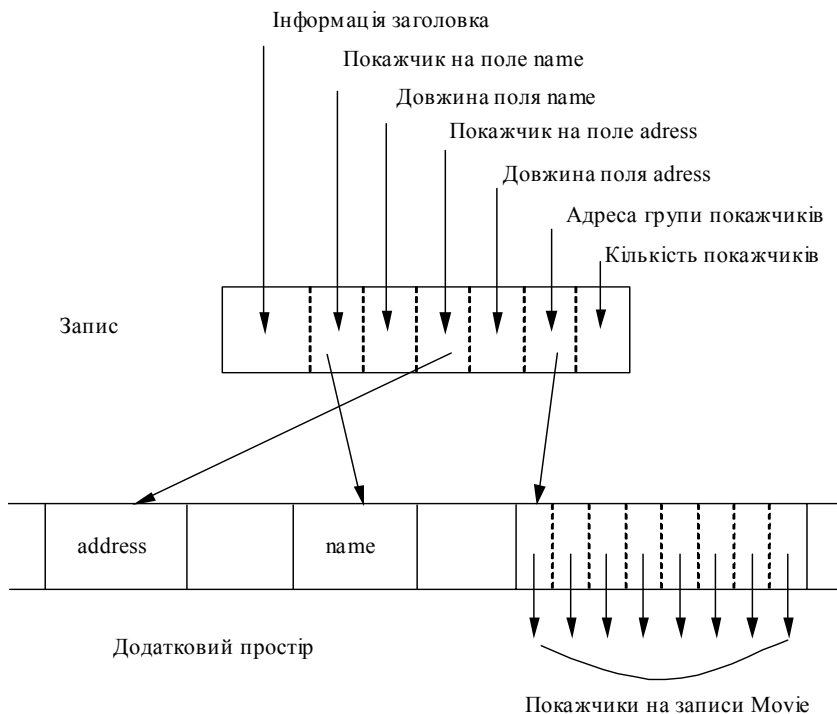 Інформація заголовка
Покажчик на поле name
Довжина поля name
Покажчик на поле adress
Довжина поля adress
Адреса групи покажчиків
Кількість покажчиків
Запис
address
name
Додатковий простір
Покажчики на записи Movie